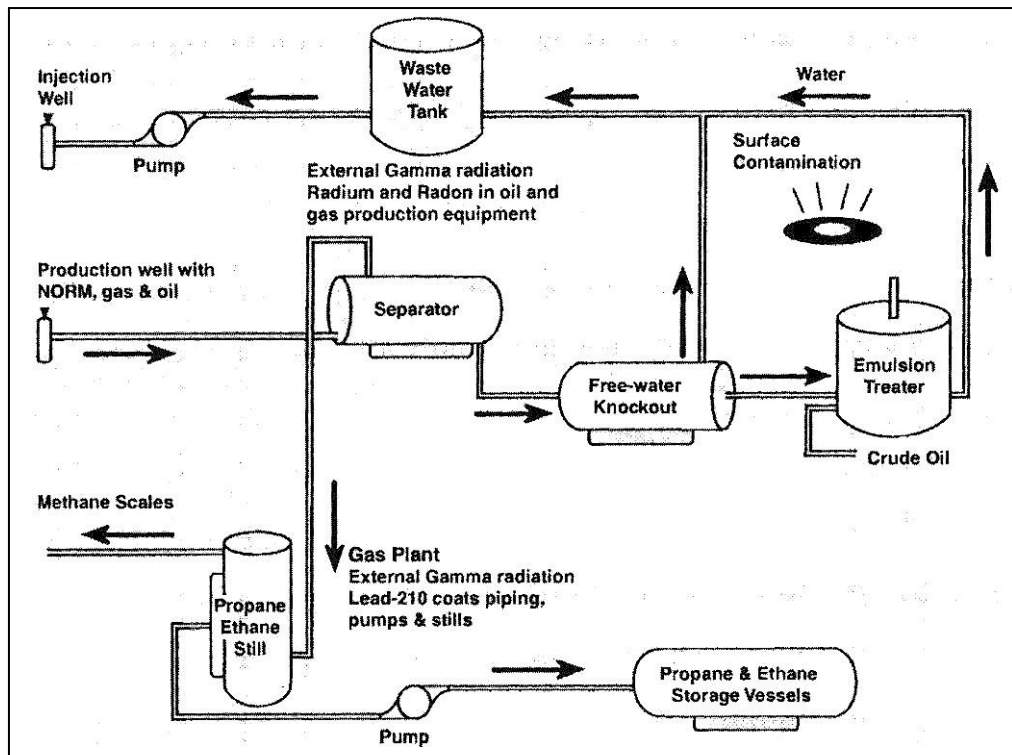 Injection
Well
Pump
Waste
Water
Tank
Water
Surface
Contamination
External Gamma radiation
Radium and Radon in oil and
gas production equipment
Production well with
NORM, gas & oil
Separator
Free-water
Knockout
Emulsion
Treater
Crude Oil
Methane Scales
Propane
Ethane
Still
Gas Plant
External Gamma radiation
Lead-210 coats piping,
pumps & stills
Pump
Propane & Ethane
Storage Vessels